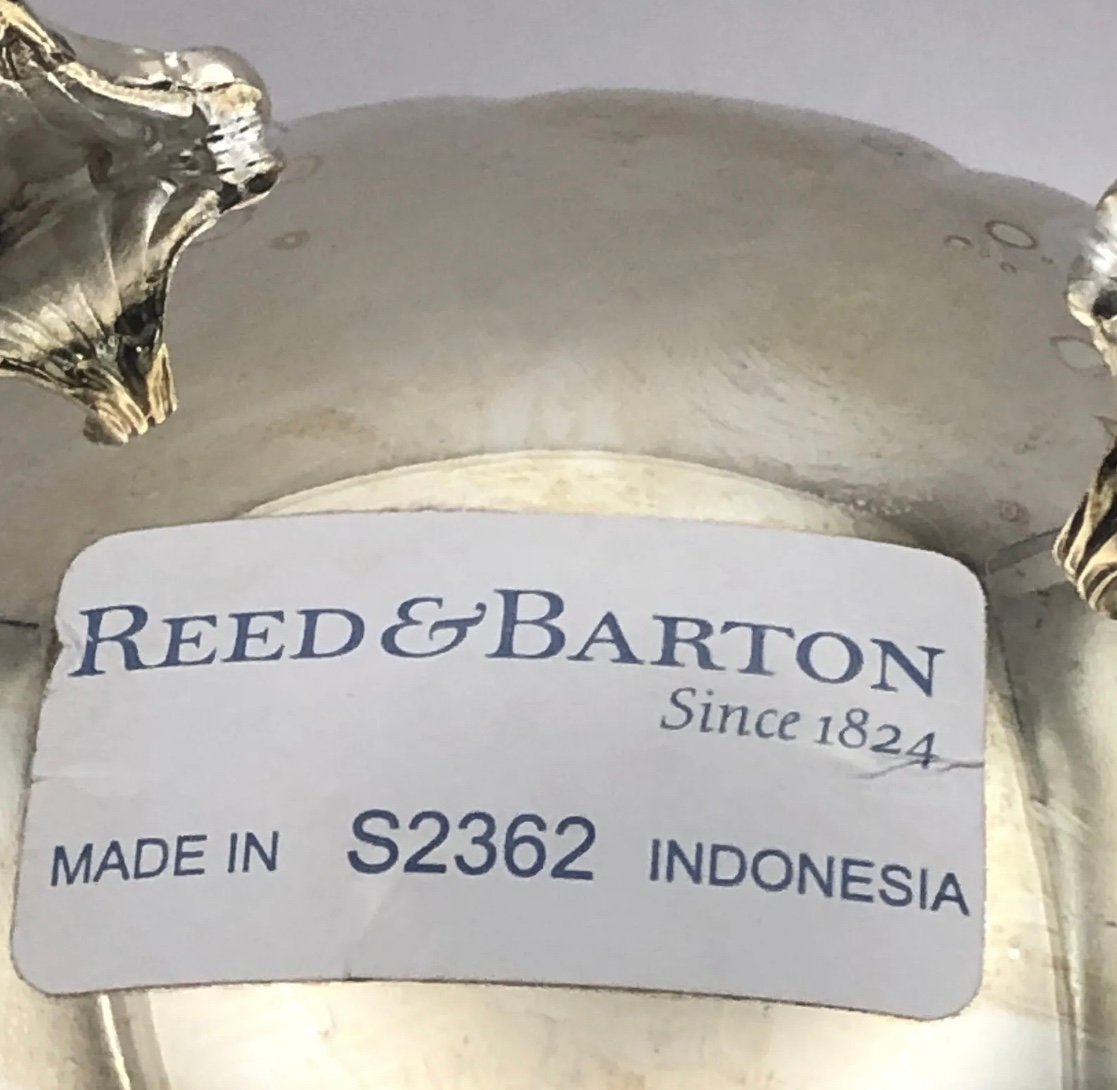 REED & BARTON
Since 1824
MADE IN S2362 INDONESIA